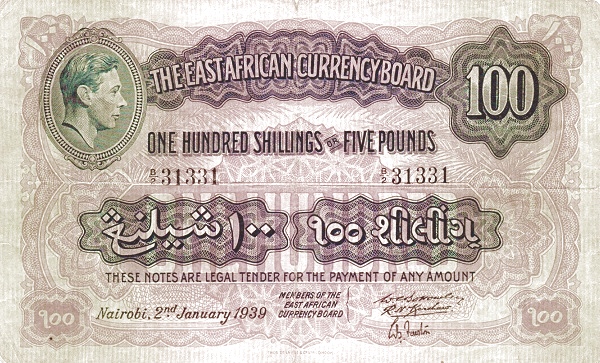 THE EAST AFRICAN CURRENCY BOARD
100
ONE HUNDRED SHILLINGS OR FIVE POUNDS
B/2 31331 B/2 31331
شيلينج ١٠٠ ૧૦૦ શીલીંગ
THESE NOTES ARE LEGAL TENDER FOR THE PAYMENT OF ANY AMOUNT
Nairobi, 2nd January 1939
MEMBERS OF THE
EAST AFRICAN
CURRENCY BOARD
૧૦૦ ૧૦૦